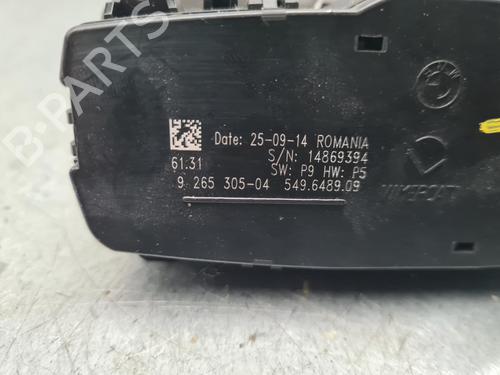 BMW
Date: 25-09-14 ROMANIA
S/N: 14869394
61.31 SW: P9 HW: P5
9 265 305-04 549.6489.09
B-PARTS